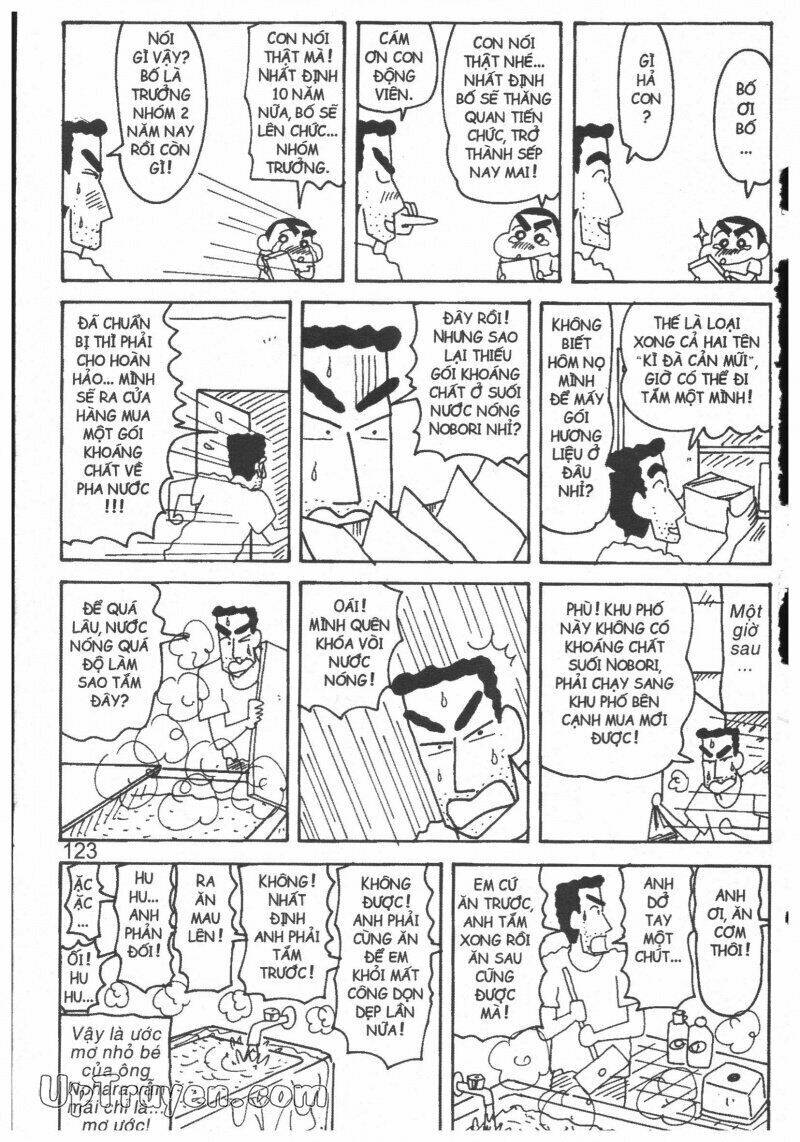 BỐ
ƠI
BỐ
...
GÌ
HẢ
CON
?
CON NÓI
THẬT NHÉ...
NHẤT ĐỊNH
BỐ SẼ THĂNG
QUAN TIẾN
CHỨC, TRỞ
THÀNH SẾP
NAY MAI!
CÁM
ƠN CON
ĐỘNG
VIÊN.
CON NÓI
THẬT MÀ!
NHẤT ĐỊNH
10 NĂM
NỮA, BỐ SẼ
LÊN CHỨC...
NHÓM
TRƯỞNG.
NÓI
GÌ VẬY?
BỐ LÀ
TRƯỞNG
NHÓM 2
NĂM NAY
RỒI CÒN
GÌ!
THẾ LÀ LOẠI
XONG CẢ HAI TÊN
"KÌ ĐÀ CẢN MŨI",
GIỜ CÓ THỂ ĐI
TẮM MỘT MÌNH!
KHÔNG
BIẾT
HÔM NỌ
MÌNH
ĐỂ MẤY
GÓI
HƯƠNG
LIỆU Ở
ĐÂU
NHỈ?
ĐÂY RỒI!
NHƯNG SAO
LẠI THIẾU
GÓI KHOÁNG
CHẤT Ở SUỐI
NƯỚC NÓNG
NOBORI NHỈ?
ĐÃ CHUẨN
BỊ THÌ PHẢI
CHO HOÀN
HẢO... MÌNH
SẼ RA CỬA
HÀNG MUA
MỘT GÓI
KHOÁNG
CHẤT VỀ
PHA NƯỚC
!!!
Một
giờ
sau
...
PHÙ! KHU PHỐ
NÀY KHÔNG CÓ
KHOÁNG CHẤT
SUỐI NOBORI,
PHẢI CHẠY SANG
KHU PHỐ BÊN
CẠNH MUA MỚI
ĐƯỢC!
OÁI!
MÌNH QUÊN
KHÓA VÒI
NƯỚC
NÓNG!
ĐỂ QUÁ
LÂU, NƯỚC
NÓNG QUÁ
ĐỘ LÀM
SAO TẮM
ĐÂY?
123
ANH
ƠI, ĂN
CƠM
THÔI!
ANH
DỞ
TAY
MỘT
CHÚT...
EM CỨ
ĂN TRƯỚC,
ANH TẮM
XONG RỒI
ĂN SAU
CŨNG
ĐƯỢC
MÀ!
KHÔNG
ĐƯỢC!
ANH PHẢI
CÙNG ĂN
ĐỂ EM
KHỎI MẤT
CÔNG DỌN
DẸP LẦN
NỮA!
KHÔNG!
NHẤT
ĐỊNH
ANH PHẢI
TẮM
TRƯỚC!
RA
ĂN
MAU
LÊN!
HU
HU...
ANH
PHẢN
ĐỐI!
ẶC
ẶC
...
ỐI!
HU
HU...
Vậy là ước
mơ nhỏ bé
của ông
Nohara mãi
mãi chỉ là...
mơ ước!